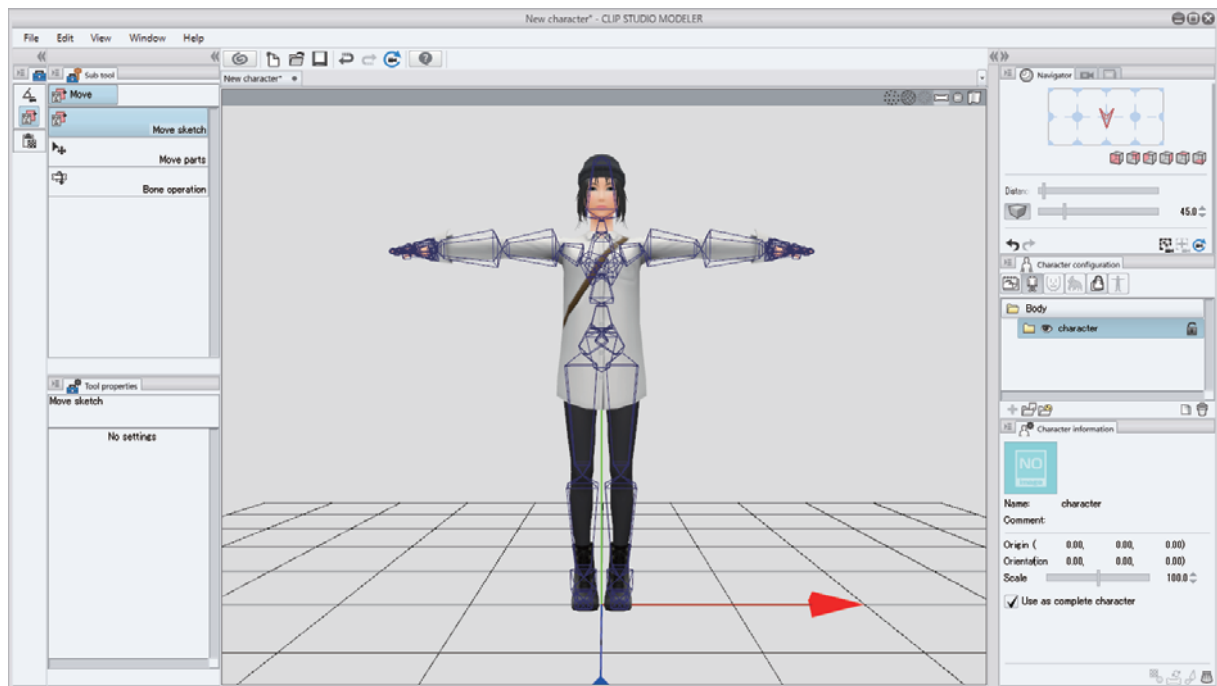 New character* - CLIP STUDIO MODELER
File Edit View Window Help
Sub tool
Move
Move sketch
Move parts
Bone operation
Tool properties
Move sketch
No settings
New character*
Navigator
Distanc
45.0
Character configuration
Body
character
Character information
NO
image
Name: character
Comment:
Origin ( 0.00, 0.00, 0.00)
Orientation 0.00, 0.00, 0.00)
Scale 100.0
Use as complete character